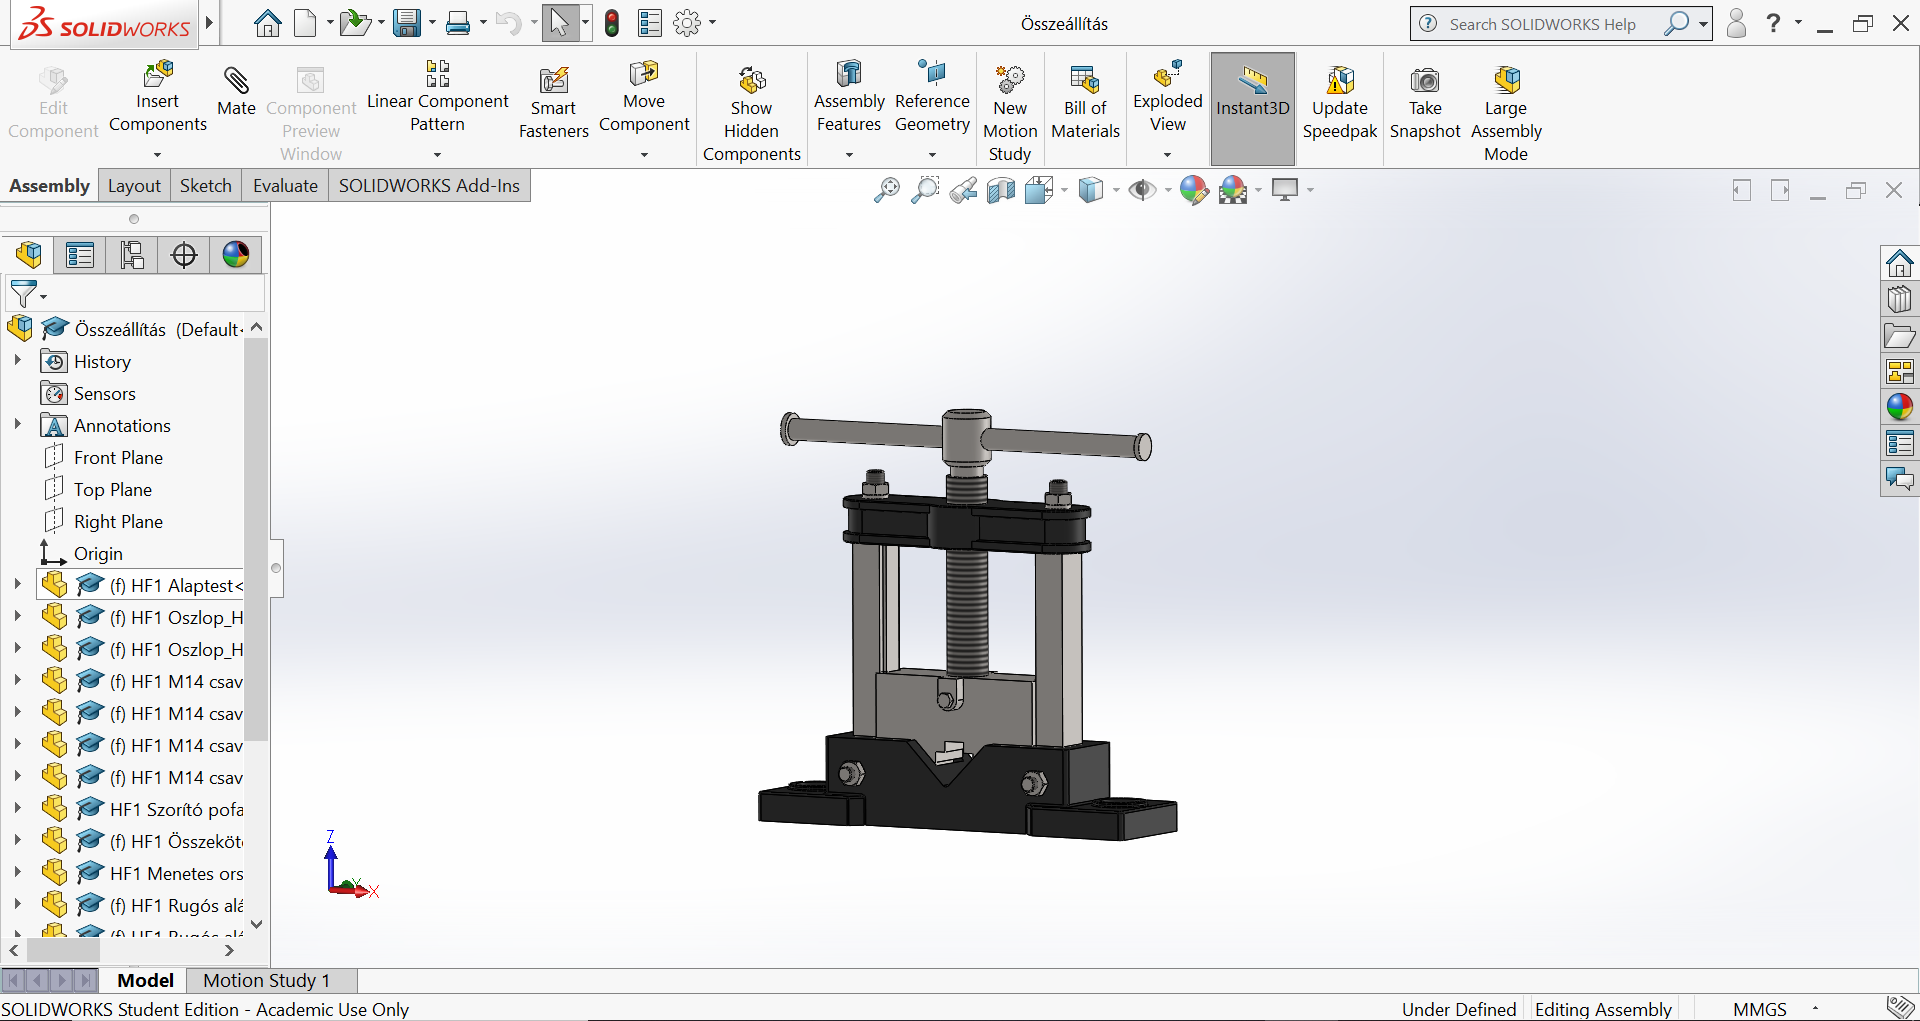 SOLIDWORKS
Összeállítás
Search SOLIDWORKS Help
?
Edit Component
Insert Components
Mate
Component Preview Window
Linear Component Pattern
Smart Fasteners
Move Component
Show Hidden Components
Assembly Features
Reference Geometry
New Motion Study
Bill of Materials
Exploded View
Instant3D
Update Speedpak
Take Snapshot
Large Assembly Mode
Assembly
Layout
Sketch
Evaluate
SOLIDWORKS Add-Ins
Összeállítás (Default<
History
Sensors
Annotations
Front Plane
Top Plane
Right Plane
Origin
(f) HF1 Alaptest<
(f) HF1 Oszlop_H
(f) HF1 Oszlop_H
(f) HF1 M14 csav
(f) HF1 M14 csav
(f) HF1 M14 csav
(f) HF1 M14 csav
HF1 Szorító pofa
(f) HF1 Összeköt
HF1 Menetes ors
(f) HF1 Rugós alá
(f) HF1 Rugós alá
Z
Y
X
Model
Motion Study 1
SOLIDWORKS Student Edition - Academic Use Only
Under Defined
Editing Assembly
MMGS